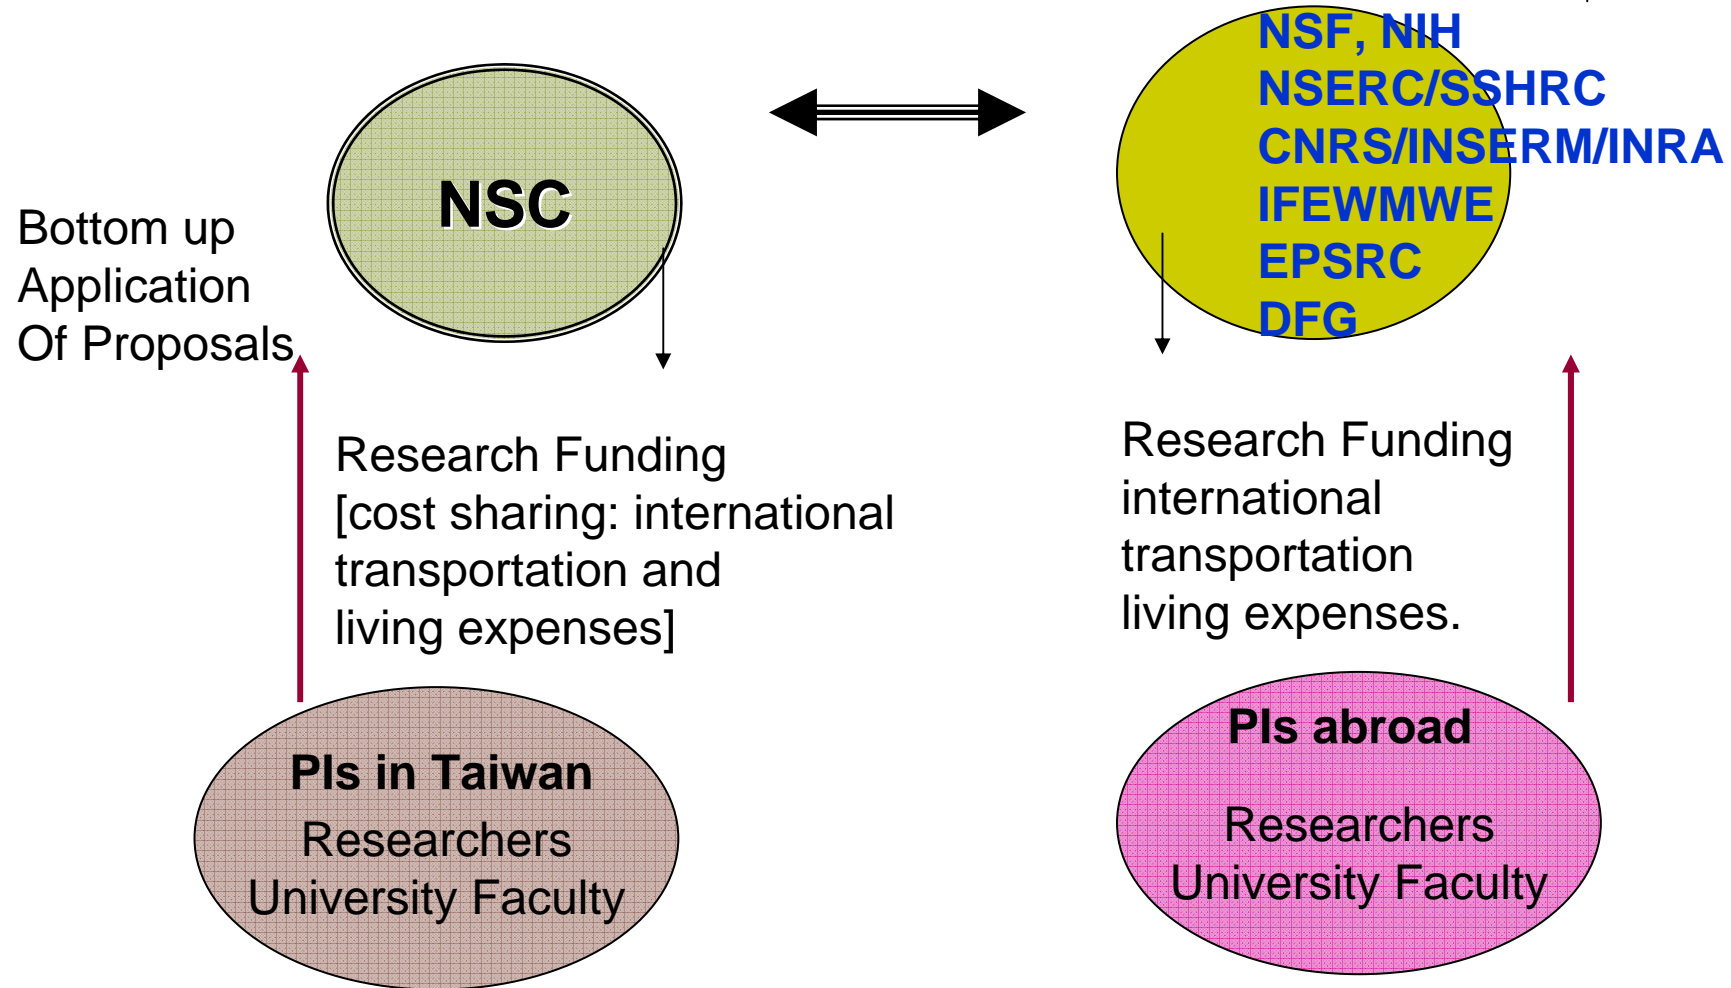 NSF, NIH
NSERC/SSHRC
CNRS/INSERM/INRA
IFEWMWE
EPSRC
DFG
NSC
Bottom up
Application
Of Proposals
Research Funding
[cost sharing: international
transportation and
living expenses]
Research Funding
international
transportation
living expenses.
PIs in Taiwan
Researchers
University Faculty
PIs abroad
Researchers
University Faculty